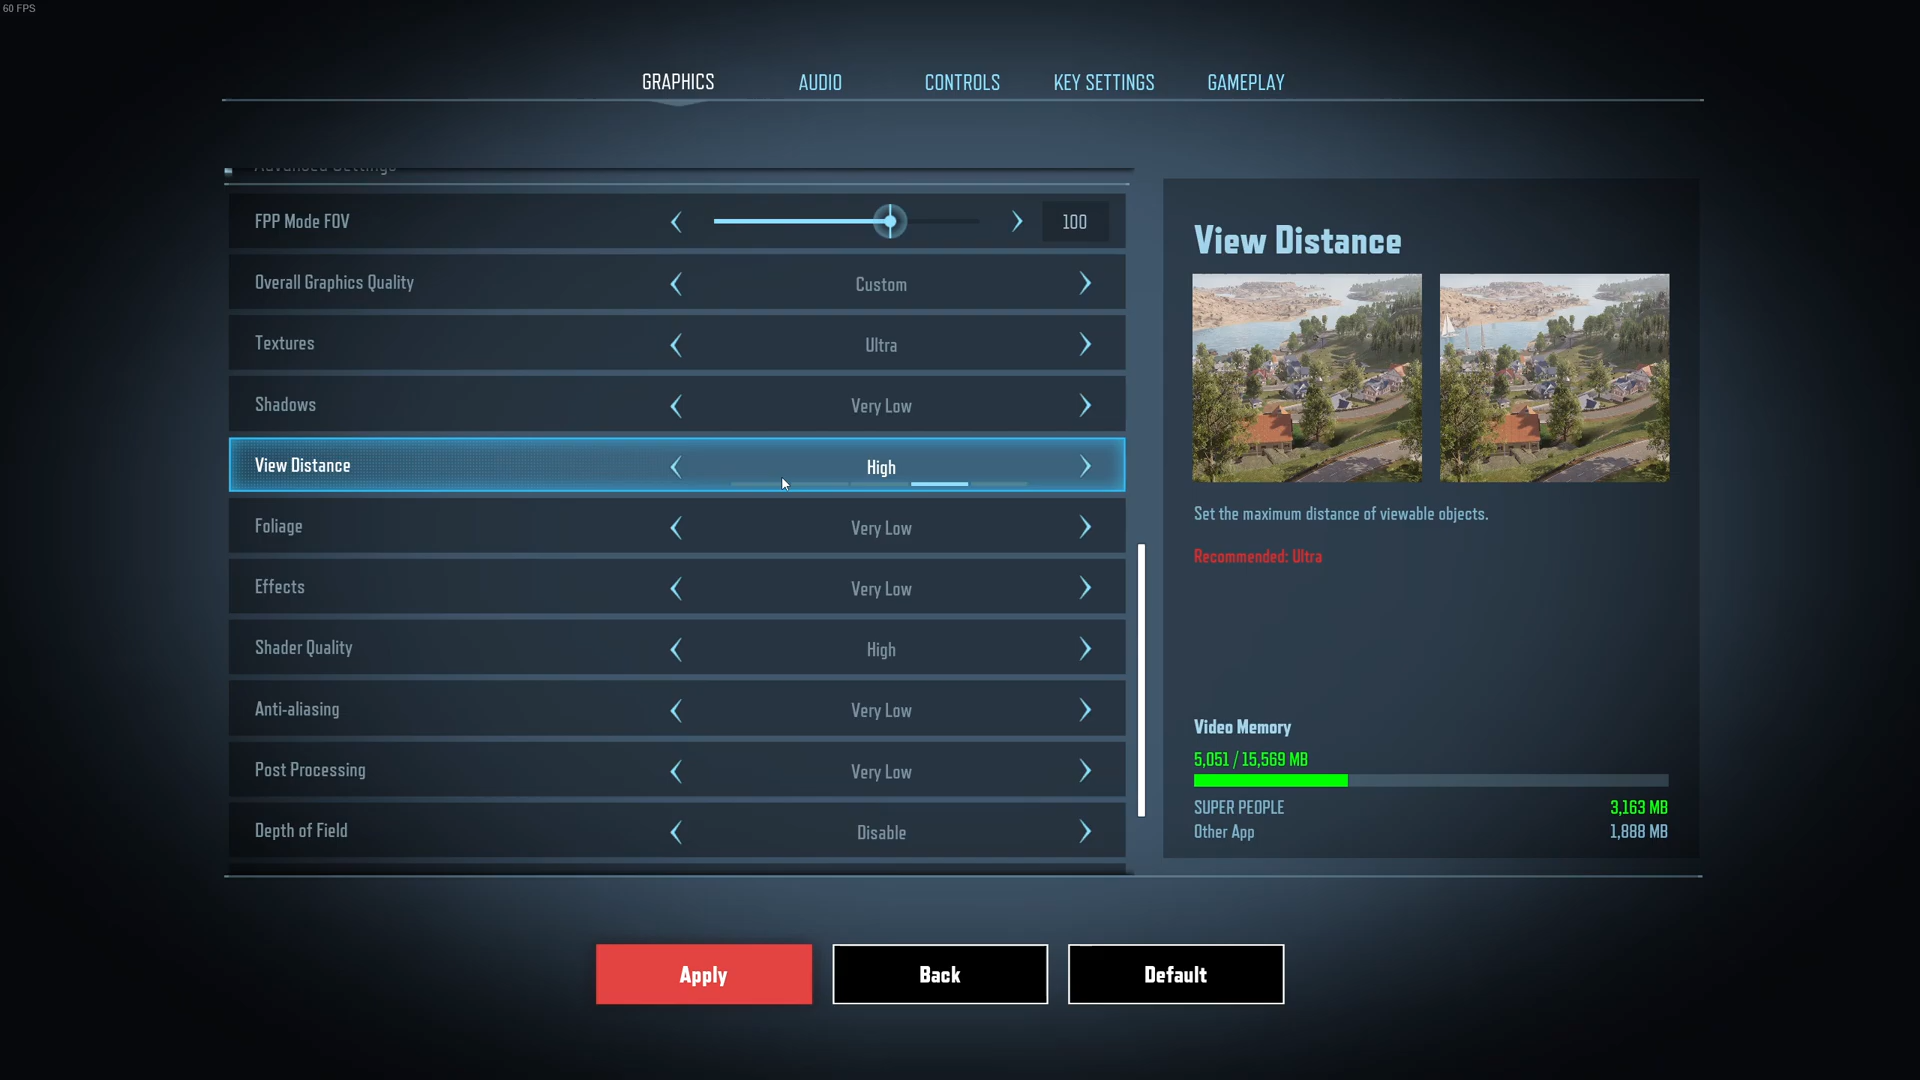 60 FPS
GRAPHICS
AUDIO
CONTROLS
KEY SETTINGS
GAMEPLAY
Advanced Settings
FPP Mode FOV
100
Overall Graphics Quality
Custom
Textures
Ultra
Shadows
Very Low
View Distance
High
Foliage
Very Low
Effects
Very Low
Shader Quality
High
Anti-aliasing
Very Low
Post Processing
Very Low
Depth of Field
Disable
View Distance
Set the maximum distance of viewable objects.
Recommended: Ultra
Video Memory
5,051 / 15,569 MB
SUPER PEOPLE 3,163 MB
Other App 1,888 MB
Apply
Back
Default